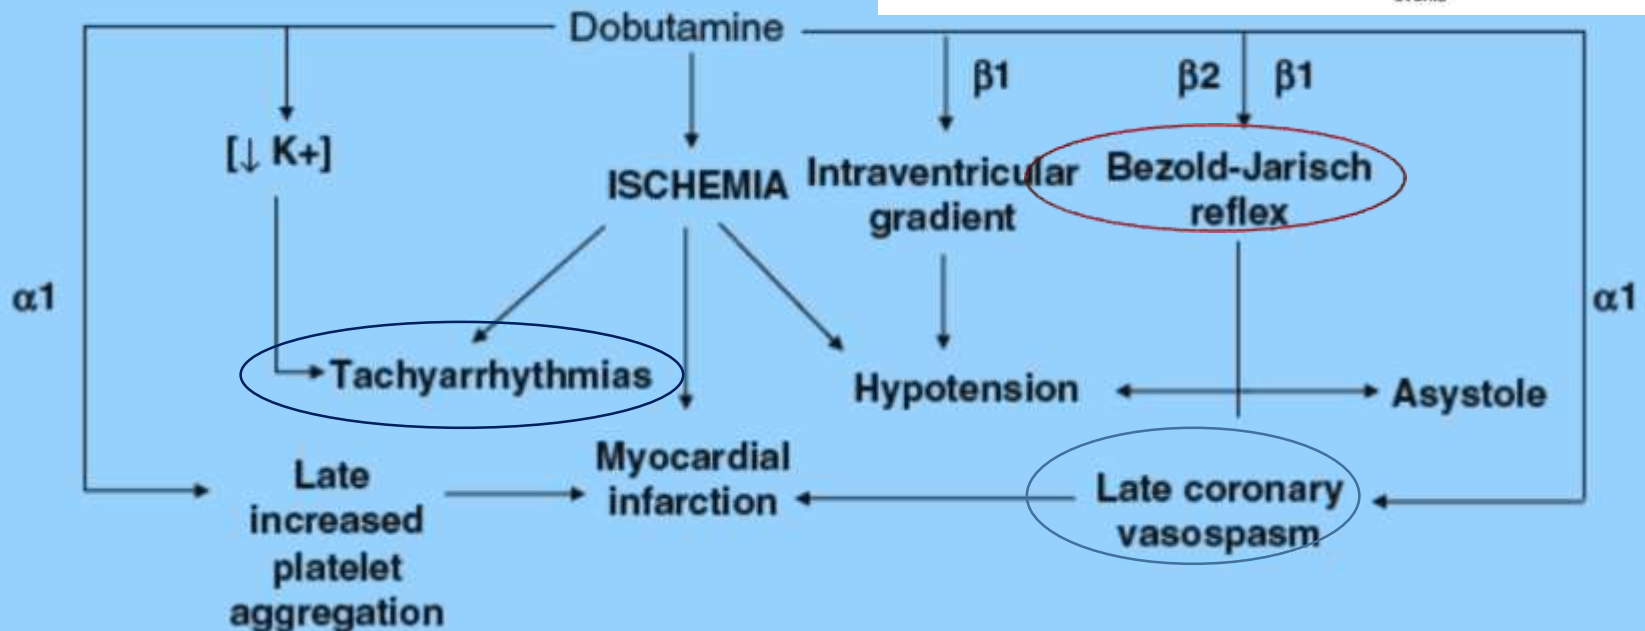 Dobutamine
β1
β2
β1
[↓ K+]
ISCHEMIA
Intraventricular
gradient
Bezold-Jarisch
reflex
α1
α1
Tachyarrhythmias
Hypotension
Asystole
Late
increased
platelet
aggregation
Myocardial
infarction
Late coronary
vasospasm